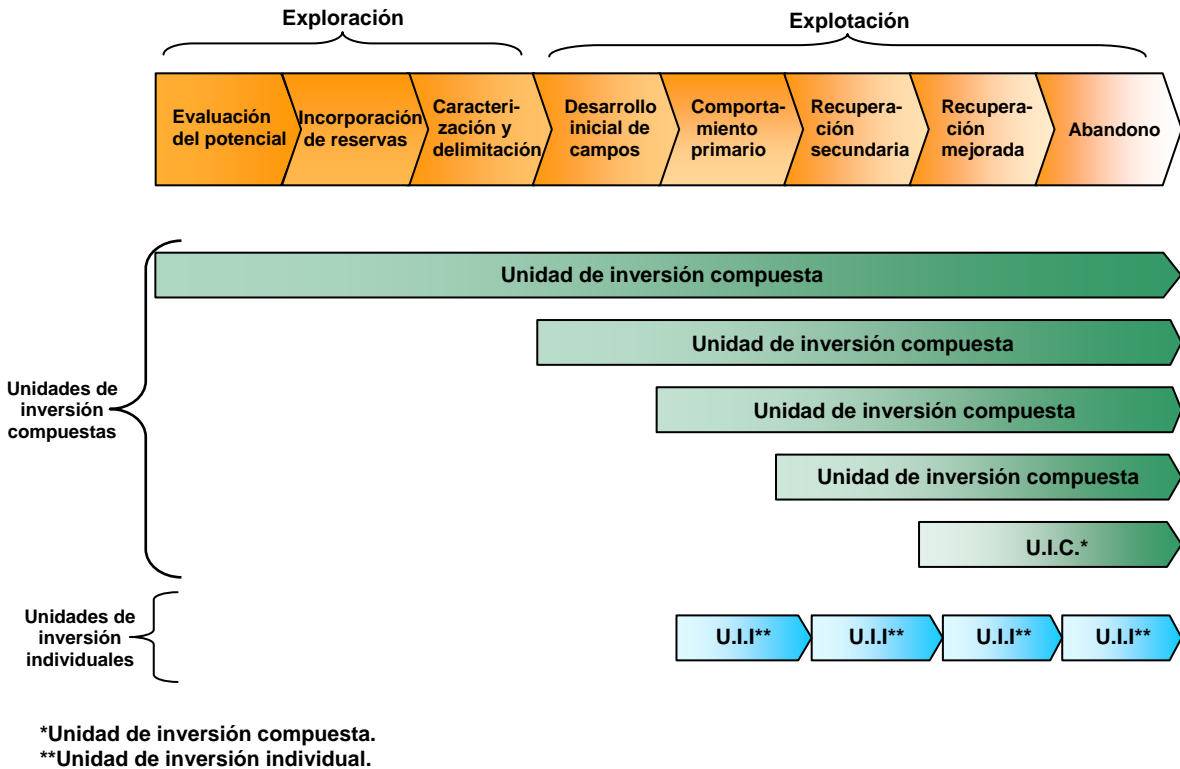 Exploración
Explotación
Evaluación
del potencial
Incorporación
de reservas
Caracteri-
zación y
delimitación
Desarrollo
inicial de
campos
Comporta-
miento
primario
Recupera-
ción
secundaria
Recupera-
ción
mejorada
Abandono
Unidades de
inversión
compuestas
Unidad de inversión compuesta
Unidad de inversión compuesta
Unidad de inversión compuesta
Unidad de inversión compuesta
U.I.C.*
Unidades de
inversión
individuales
U.I.I**
U.I.I**
U.I.I**
U.I.I**
*Unidad de inversión compuesta.
**Unidad de inversión individual.